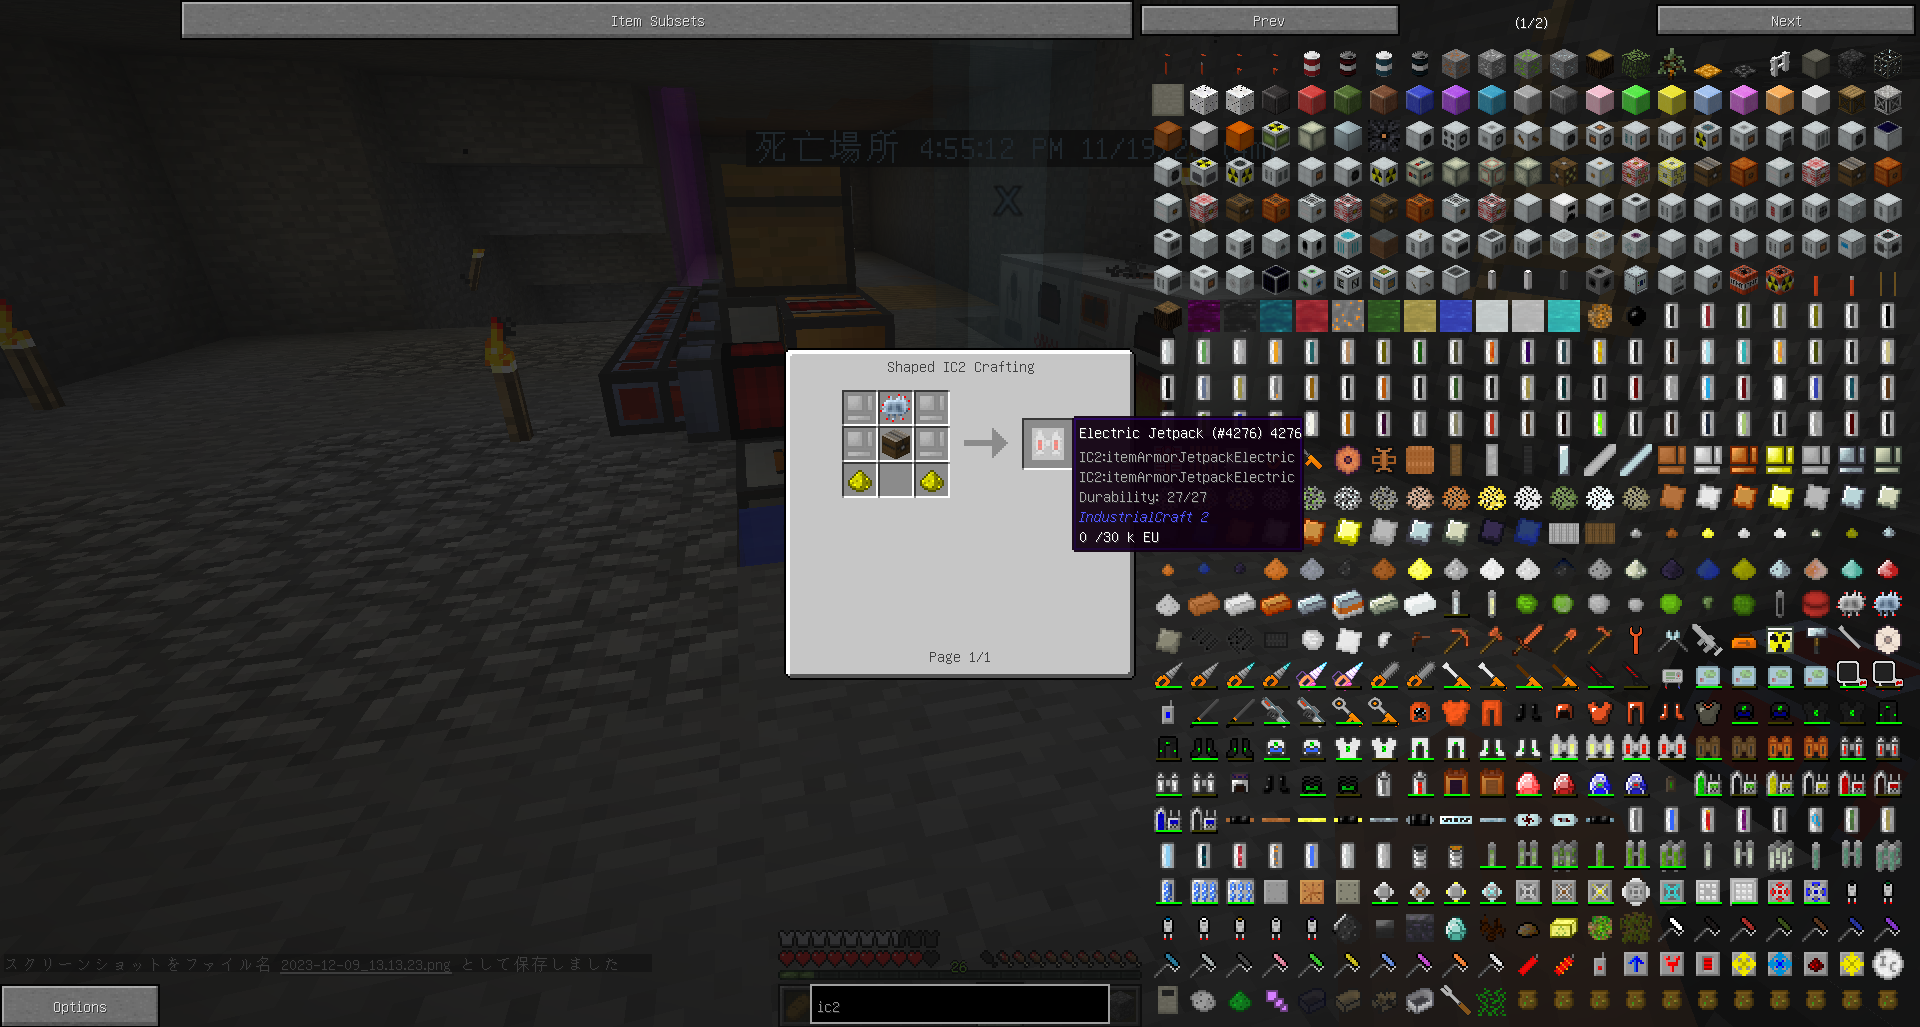 Item Subsets
Prev
(1/2)
Next
死亡場所 4:55:12 PM 11/19
X
Shaped IC2 Crafting
Electric Jetpack (#4276) 4276
IC2:itemArmorJetpackElectric
IC2:itemArmorJetpackElectric
Durability: 27/27
IndustrialCraft 2
0 /30 k EU
Page 1/1
スクリーンショットをファイル名 2023-12-09_13.13.23.png として保存しました
26
Options
ic2